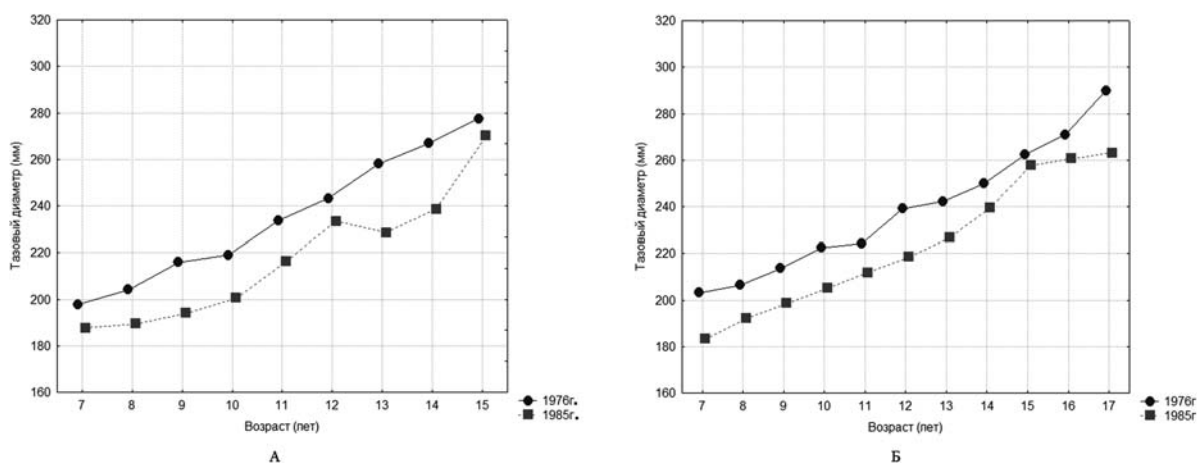 320
300
280
260
240
220
200
180
160
Тазовый диаметр (мм)
7 8 9 10 11 12 13 14 15
Возраст (лет)
1976г.
1985г.
А
320
300
280
260
240
220
200
180
160
Тазовый диаметр (мм)
7 8 9 10 11 12 13 14 15 16 17
Возраст (лет)
1976г
1985г
Б